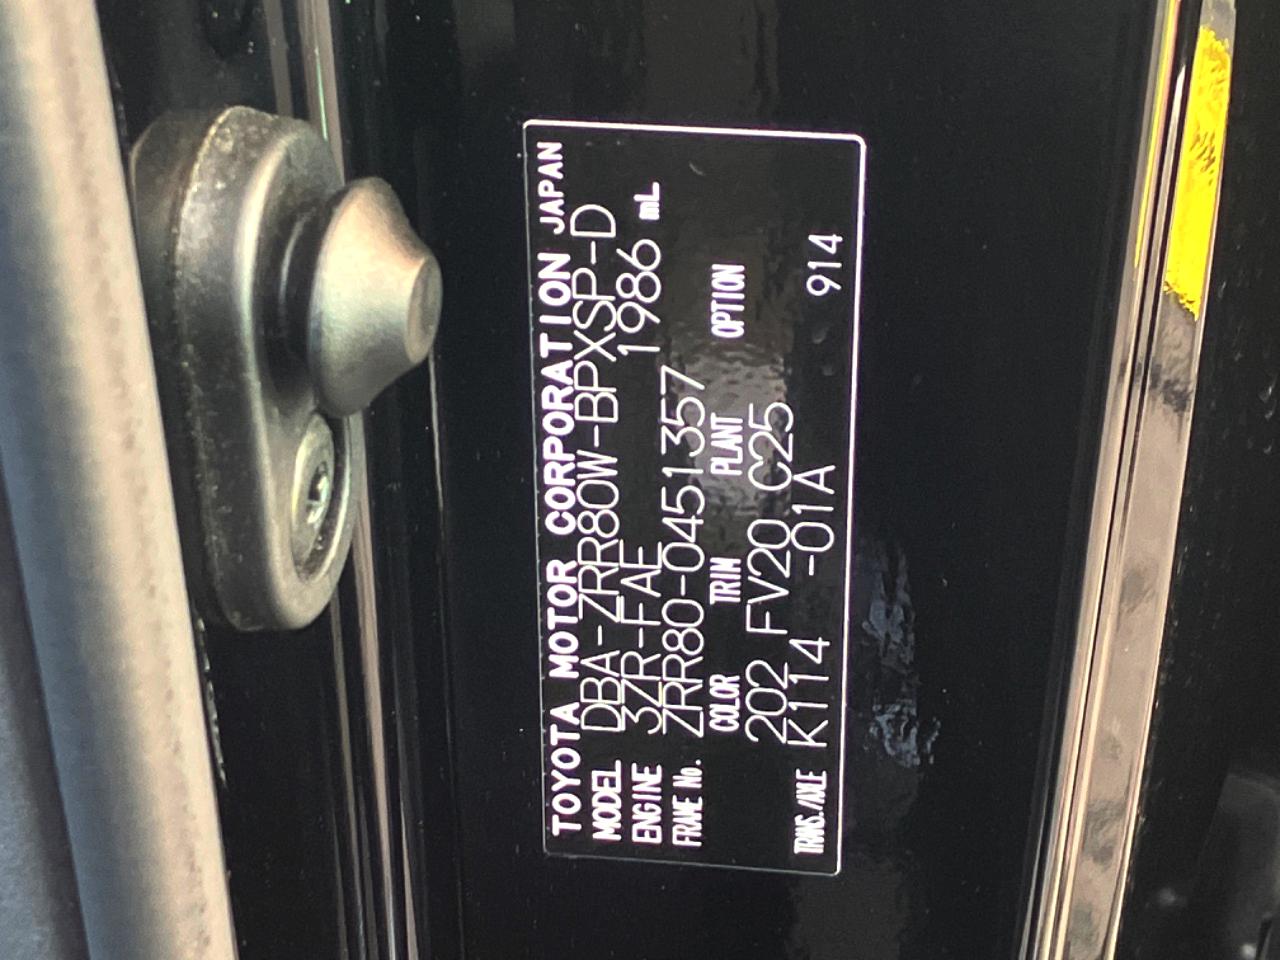 TOYOTA MOTOR CORPORATION JAPAN
MODEL DBA-ZRR80W-BPXSP-D
ENGINE 3ZR-FAE 1986 mL
FRAME No. ZRR80-0451357
COLOR TRIM PLANT OPTION
202 FV20 C25
TRANS./AXLE K114 -01A 914